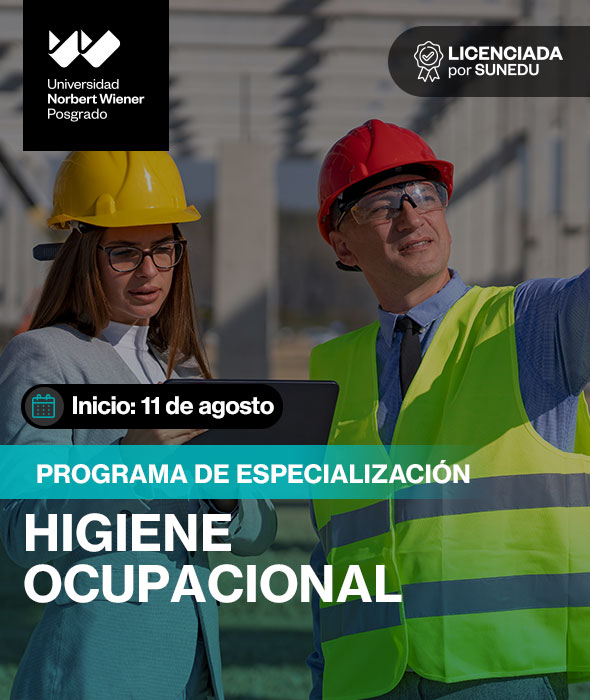 Universidad
Norbert Wiener
Posgrado
LICENCIADA
por SUNEDU
Inicio: 11 de agosto
PROGRAMA DE ESPECIALIZACIÓN
HIGIENE
OCUPACIONAL